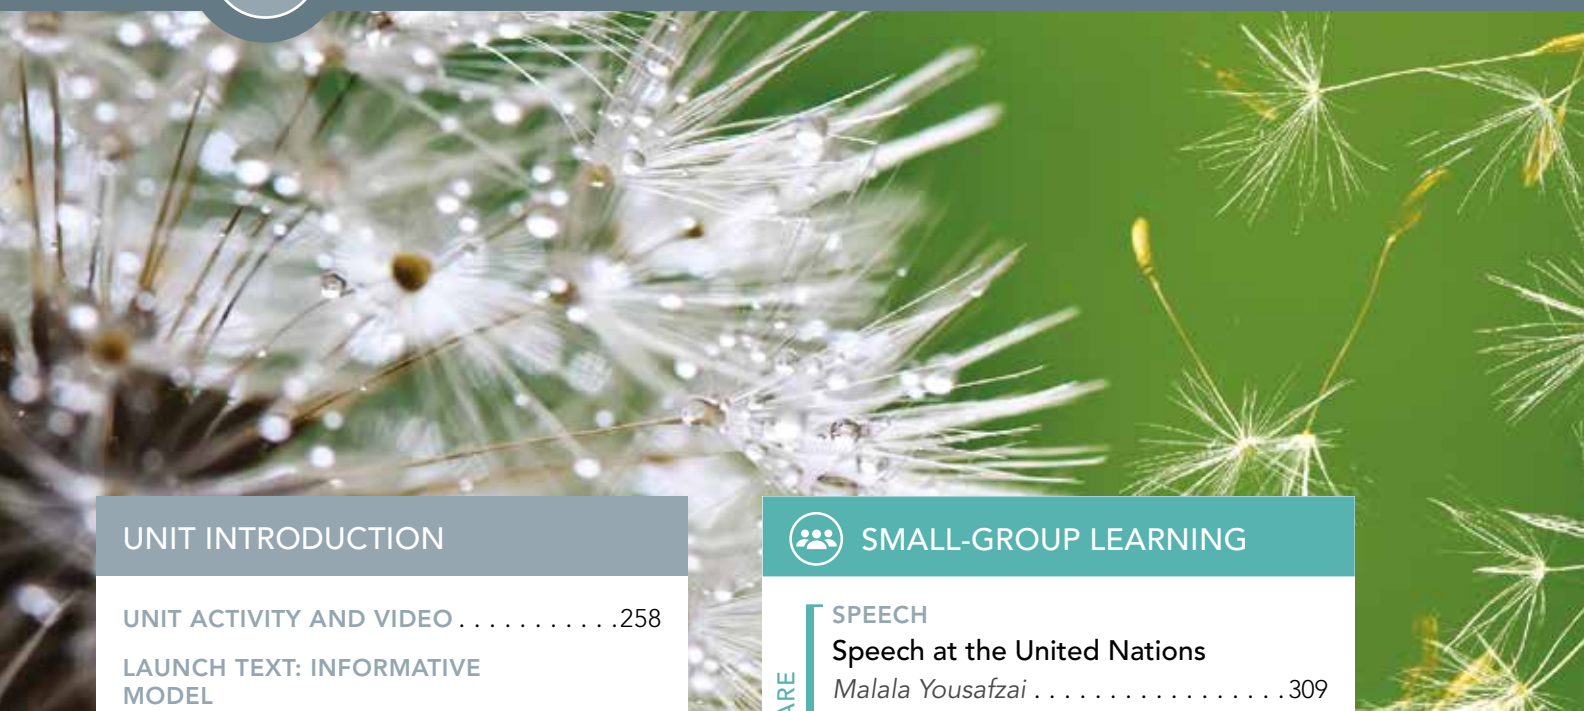 UNIT INTRODUCTION
UNIT ACTIVITY AND VIDEO . . . . . . . . . . .258
LAUNCH TEXT: INFORMATIVE
MODEL
SMALL-GROUP LEARNING
SPEECH
Speech at the United Nations
Malala Yousafzai . . . . . . . . . . . . . . . . .309